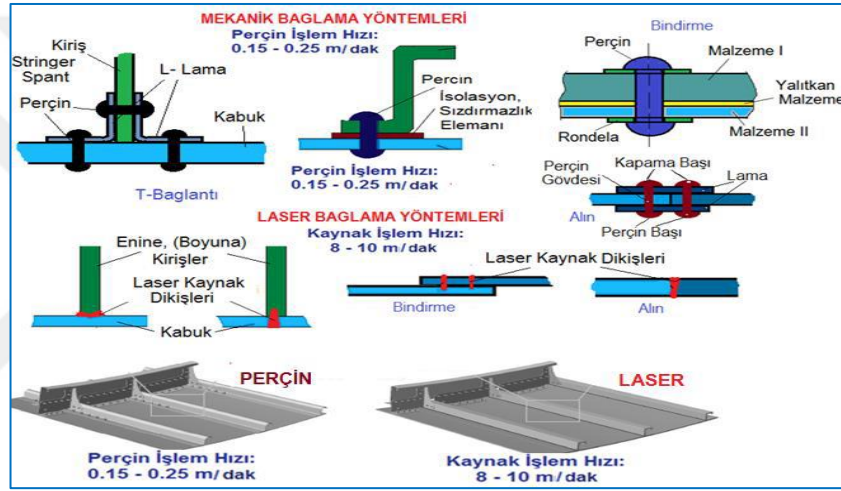 MEKANİK BAGLAMA YÖNTEMLERİ
Perçin İşlem Hızı:
0.15 - 0.25 m/dak
Kiriş
Stringer
Spant
L- Lama
Perçin
Kabuk
T-Baglantı
Percin
İsolasyon,
Sızdırmazlık
Elemanı
Perçin İşlem Hızı:
0.15 - 0.25 m/dak
Bindirme
Perçin
Malzeme I
Yalıtkan
Malzeme
Malzeme II
Rondela
Perçin
Gövdesi
Kapama Başı
Lama
Alın
Perçin Başı
LASER BAGLAMA YÖNTEMLERİ
Kaynak İşlem Hızı:
8 - 10 m/dak
Enine, (Boyuna)
Kirişler
Laser Kaynak
Dikişleri
Kabuk
Laser Kaynak Dikişleri
Bindirme
Alın
PERÇİN
LASER
Perçin İşlem Hızı:
0.15 - 0.25 m/dak
Kaynak İşlem Hızı:
8 - 10 m/dak